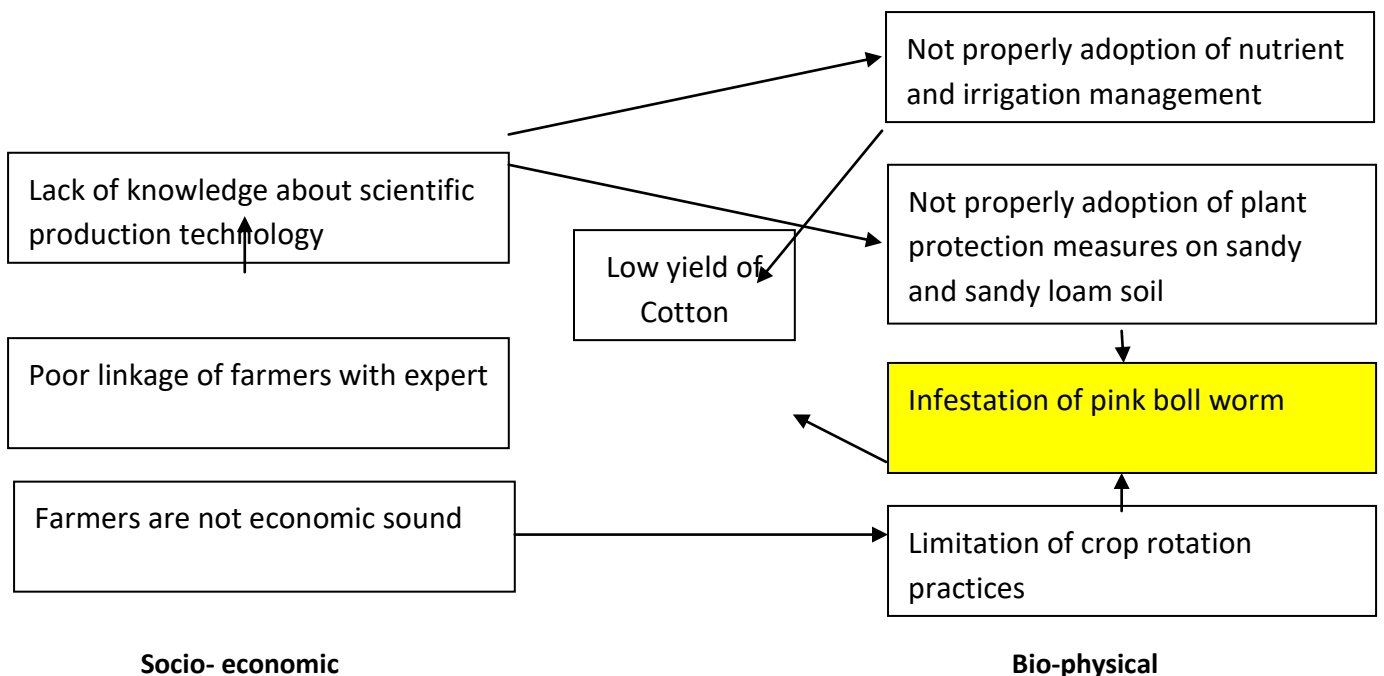 Not properly adoption of nutrient
and irrigation management
Lack of knowledge about scientific
production technology
Not properly adoption of plant
protection measures on sandy
and sandy loam soil
Low yield of
Cotton
Poor linkage of farmers with expert
Infestation of pink boll worm
Farmers are not economic sound
Limitation of crop rotation
practices
Socio- economic
Bio-physical